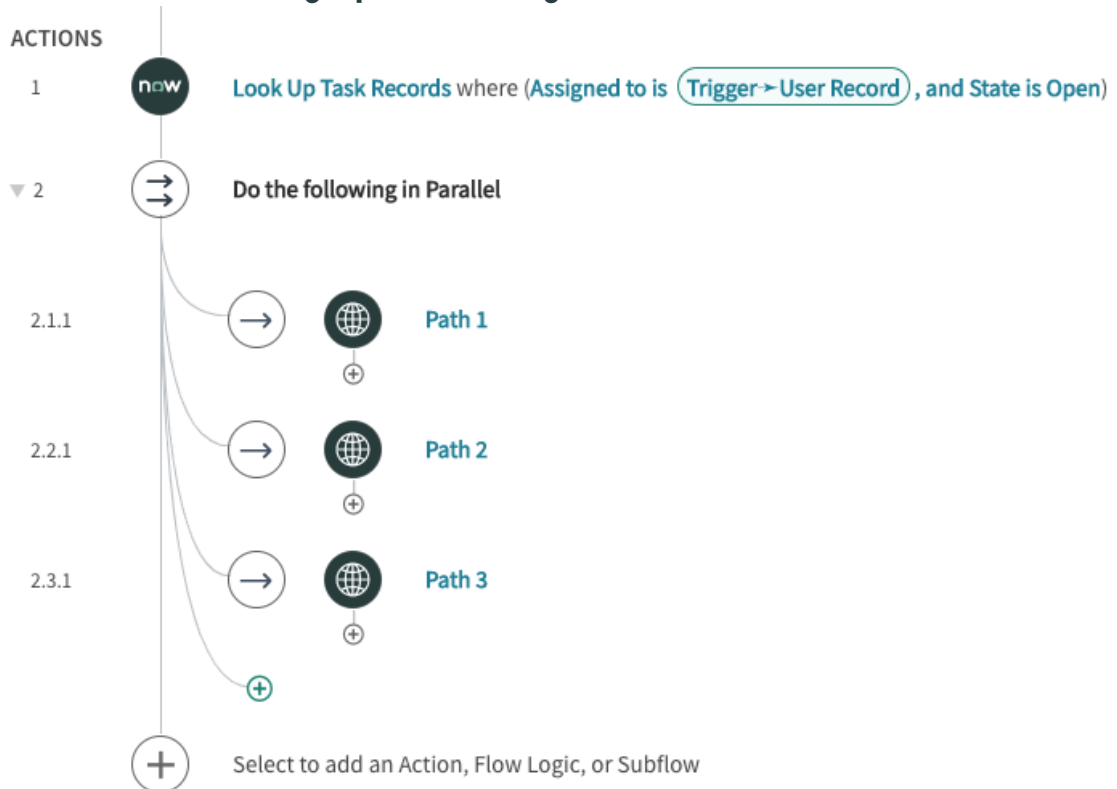 ACTIONS
1 now Look Up Task Records where (Assigned to is Trigger➛User Record , and State is Open)
2 Do the following in Parallel
2.1.1 Path 1
2.2.1 Path 2
2.3.1 Path 3
Select to add an Action, Flow Logic, or Subflow